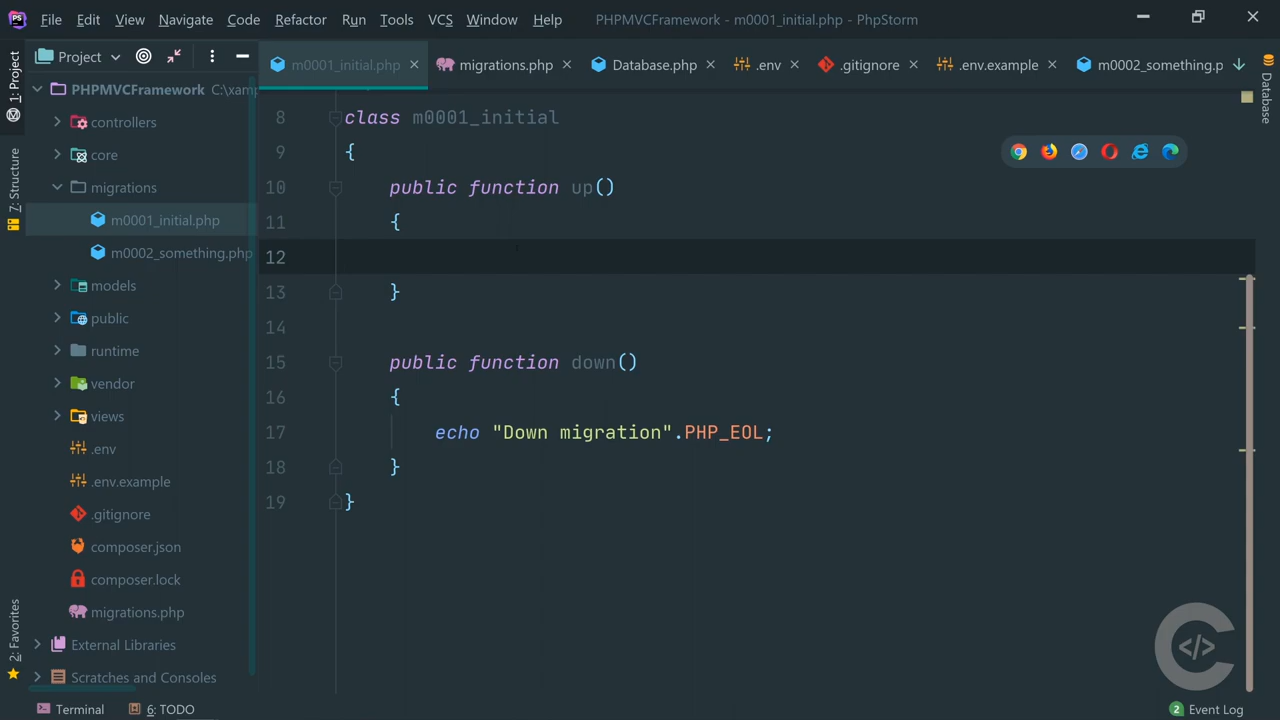 PS File Edit View Navigate Code Refactor Run Tools VCS Window Help PHPMVCFramework - m0001_initial.php - PhpStorm
Project
m0001_initial.php migrations.php Database.php .env .gitignore .env.example m0002_something.p
1: Project
7: Structure
2: Favorites
PHPMVCFramework C:\xam
controllers
core
migrations
m0001_initial.php
m0002_something.php
models
public
runtime
vendor
views
.env
.env.example
.gitignore
composer.json
composer.lock
migrations.php
External Libraries
Scratches and Consoles
8 class m0001_initial
9 {
10 public function up()
11 {
12
13 }
14
15 public function down()
16 {
17 echo "Down migration".PHP_EOL;
18 }
19 }
Database
Terminal 6: TODO 2 Event Log